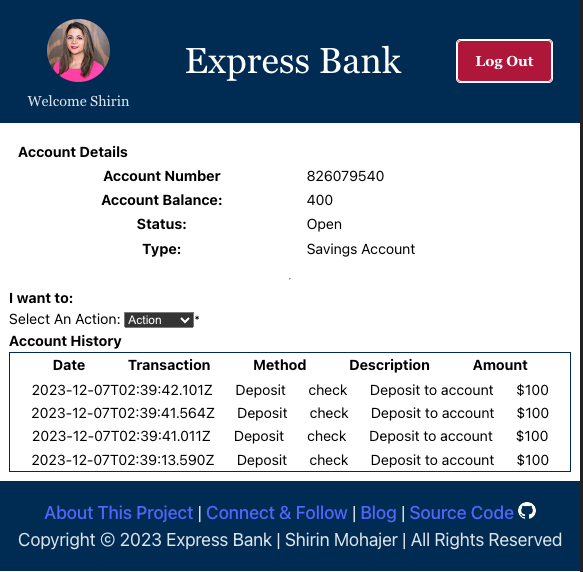 Express Bank
Log Out
Welcome Shirin
Account Details
Account Number 826079540
Account Balance: 400
Status: Open
Type: Savings Account
.
I want to:
Select An Action: Action *
Account History
Date Transaction Method Description Amount
2023-12-07T02:39:42.101Z Deposit check Deposit to account $100
2023-12-07T02:39:41.564Z Deposit check Deposit to account $100
2023-12-07T02:39:41.011Z Deposit check Deposit to account $100
2023-12-07T02:39:13.590Z Deposit check Deposit to account $100
About This Project | Connect & Follow | Blog | Source Code
Copyright © 2023 Express Bank | Shirin Mohajer | All Rights Reserved